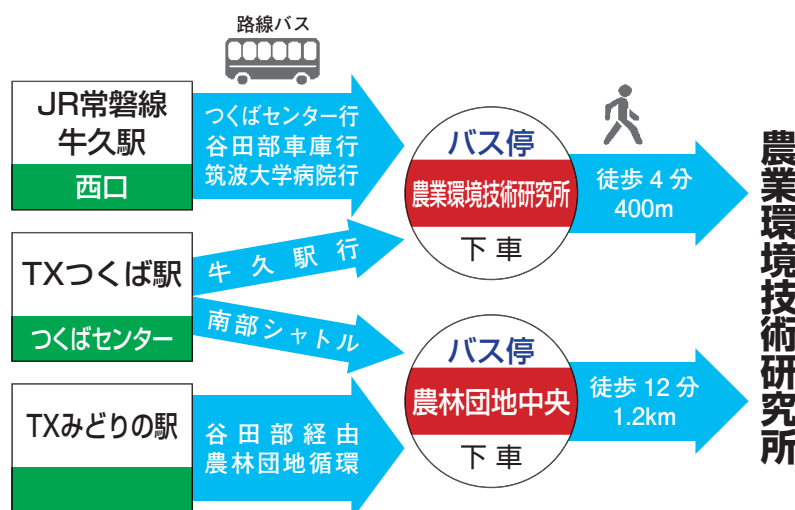 路線バス
JR常磐線
牛久駅
西口
つくばセンター行
谷田部車庫行
筑波大学病院行
バス停
農業環境技術研究所
下車
徒歩 4 分
400m
TXつくば駅
つくばセンター
牛久駅行
南部シャトル
バス停
農林団地中央
下車
徒歩 12 分
1.2km
TXみどりの駅
谷田部経由
農林団地循環
農業環境技術研究所